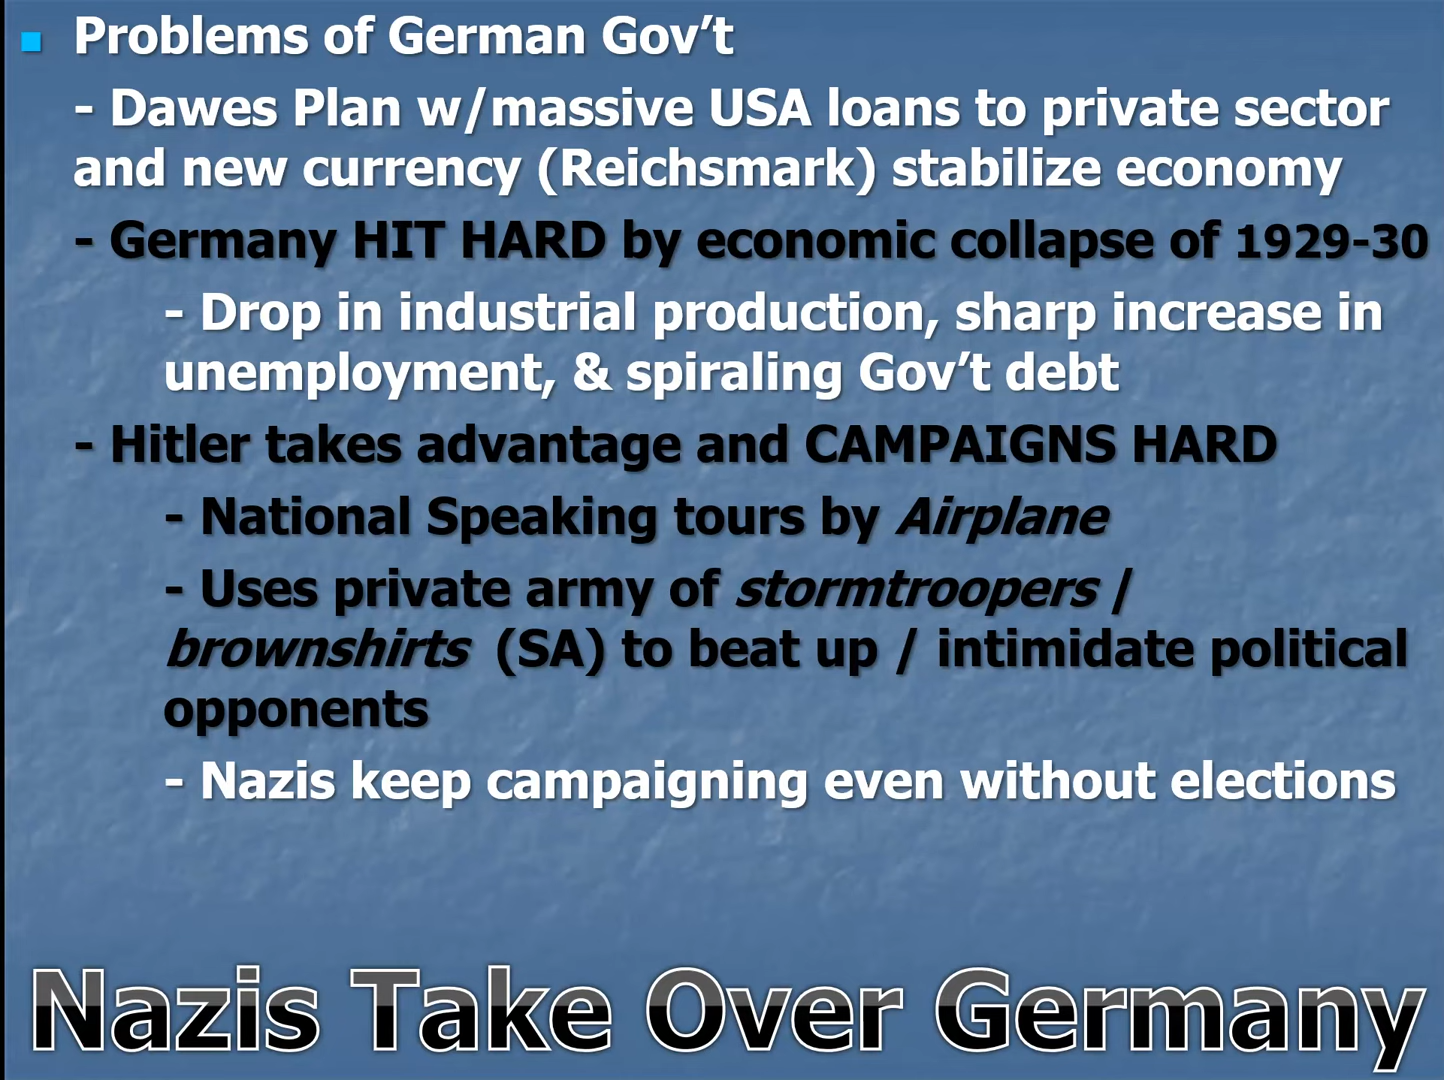 Problems of German Gov’t
- Dawes Plan w/massive USA loans to private sector
and new currency (Reichsmark) stabilize economy
- Germany HIT HARD by economic collapse of 1929-30
- Drop in industrial production, sharp increase in
unemployment, & spiraling Gov’t debt
- Hitler takes advantage and CAMPAIGNS HARD
- National Speaking tours by Airplane
- Uses private army of stormtroopers /
brownshirts (SA) to beat up / intimidate political
opponents
- Nazis keep campaigning even without elections
Nazis Take Over Germany